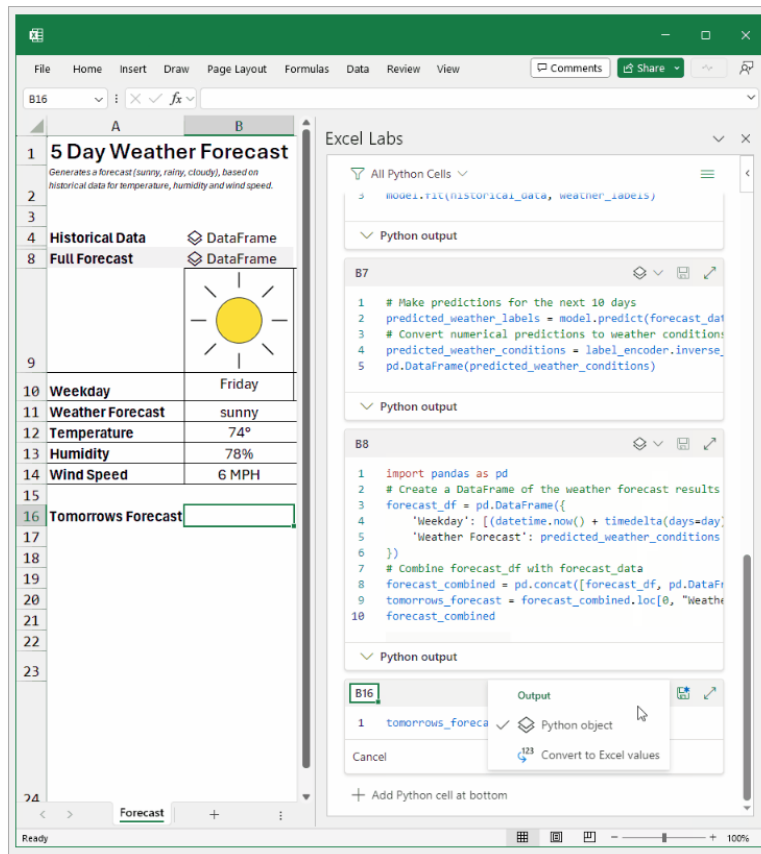 File Home Insert Draw Page Layout Formulas Data Review View Comments Share
B16 fx
A B
1 5 Day Weather Forecast
Generates a forecast (sunny, rainy, cloudy), based on
2 historical data for temperature, humidity and wind speed.
3
4 Historical Data DataFrame
8 Full Forecast DataFrame
9
10 Weekday Friday
11 Weather Forecast sunny
12 Temperature 74°
13 Humidity 78%
14 Wind Speed 6 MPH
15
16 Tomorrows Forecast
17
18
19
20
21
22
23
24
Forecast
Excel Labs
All Python Cells
3 model.fit(historical_data, weather_labels)
Python output
B7
1 # Make predictions for the next 10 days
2 predicted_weather_labels = model.predict(forecast_dat
3 # Convert numerical predictions to weather conditions
4 predicted_weather_conditions = label_encoder.inverse_
5 pd.DataFrame(predicted_weather_conditions)
Python output
B8
1 import pandas as pd
2 # Create a DataFrame of the weather forecast results
3 forecast_df = pd.DataFrame({
4 'Weekday': [(datetime.now() + timedelta(days=day)
5 'Weather Forecast': predicted_weather_conditions
6 })
7 # Combine forecast_df with forecast_data
8 forecast_combined = pd.concat([forecast_df, pd.DataFr
9 tomorrows_forecast = forecast_combined.loc[0, "Weathe
10 forecast_combined
Python output
B16
1 tomorrows_foreca
Cancel
Output
Python object
123 Convert to Excel values
+ Add Python cell at bottom
Ready 100%